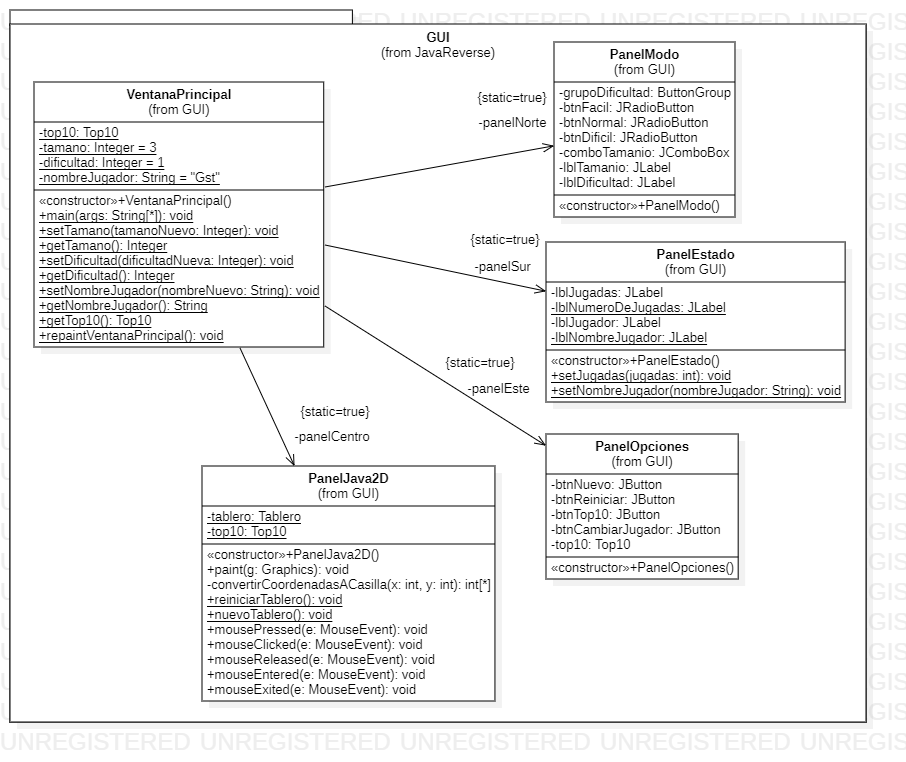 GUI
(from JavaReverse)
VentanaPrincipal
(from GUI)
-top10: Top10
-tamano: Integer = 3
-dificultad: Integer = 1
-nombreJugador: String = "Gst"
«constructor»+VentanaPrincipal()
+main(args: String[*]): void
+setTamano(tamanoNuevo: Integer): void
+getTamano(): Integer
+setDificultad(dificultadNueva: Integer): void
+getDificultad(): Integer
+setNombreJugador(nombreNuevo: String): void
+getNombreJugador(): String
+getTop10(): Top10
+repaintVentanaPrincipal(): void
{static=true}
-panelNorte
PanelModo
(from GUI)
-grupoDificultad: ButtonGroup
-btnFacil: JRadioButton
-btnNormal: JRadioButton
-btnDificil: JRadioButton
-comboTamanio: JComboBox
-lblTamanio: JLabel
-lblDificultad: JLabel
«constructor»+PanelModo()
{static=true}
-panelSur
PanelEstado
(from GUI)
-lblJugadas: JLabel
-lblNumeroDeJugadas: JLabel
-lblJugador: JLabel
-lblNombreJugador: JLabel
«constructor»+PanelEstado()
+setJugadas(jugadas: int): void
+setNombreJugador(nombreJugador: String): void
{static=true}
-panelEste
PanelOpciones
(from GUI)
-btnNuevo: JButton
-btnReiniciar: JButton
-btnTop10: JButton
-btnCambiarJugador: JButton
-top10: Top10
«constructor»+PanelOpciones()
{static=true}
-panelCentro
PanelJava2D
(from GUI)
-tablero: Tablero
-top10: Top10
«constructor»+PanelJava2D()
+paint(g: Graphics): void
-convertirCoordenadasACasilla(x: int, y: int): int[*]
+reiniciarTablero(): void
+nuevoTablero(): void
+mousePressed(e: MouseEvent): void
+mouseClicked(e: MouseEvent): void
+mouseReleased(e: MouseEvent): void
+mouseEntered(e: MouseEvent): void
+mouseExited(e: MouseEvent): void
UNREGISTERED UNREGISTERED UNREGISTERED UNREGISTERED UNREGIS